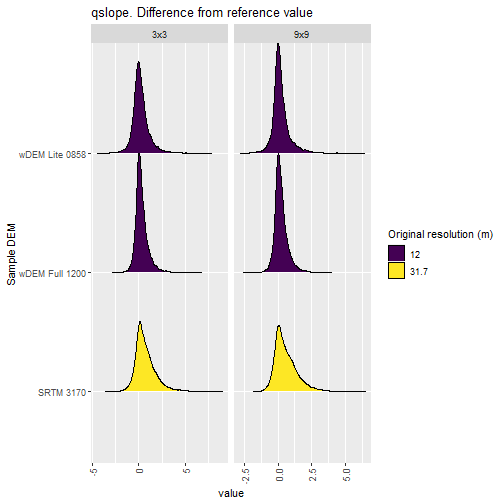 qslope. Difference from reference value
3x3
9x9
wDEM Lite 0858
wDEM Full 1200
SRTM 3170
Sample DEM
-5
0
5
-2.5
0.0
2.5
5.0
value
Original resolution (m)
12
31.7